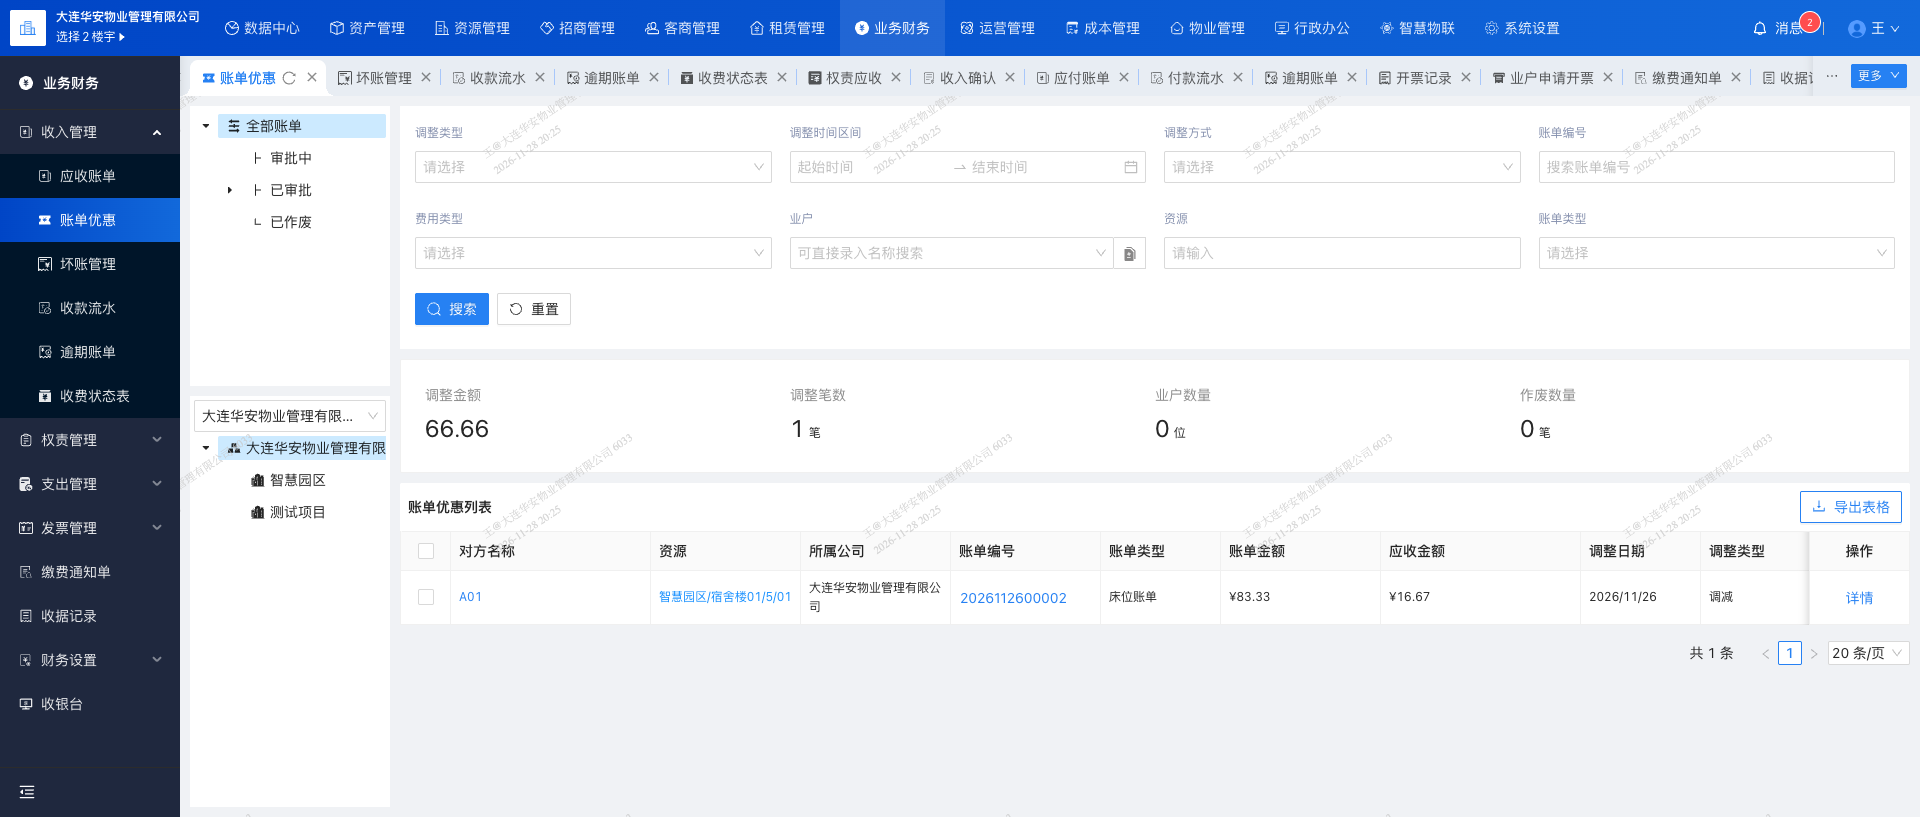 大连华安物业管理有限公司
选择 2 楼宇
数据中心
资产管理
资源管理
招商管理
客商管理
租赁管理
业务财务
运营管理
成本管理
物业管理
行政办公
智慧物联
系统设置
消息
2
王
业务财务
收入管理
应收账单
账单优惠
坏账管理
收款流水
逾期账单
收费状态表
权责管理
支出管理
发票管理
缴费通知单
收据记录
财务设置
收银台
账单优惠
坏账管理
收款流水
逾期账单
收费状态表
权责应收
收入确认
应付账单
付款流水
逾期账单
开票记录
业户申请开票
缴费通知单
收据
···
更多
全部账单
审批中
已审批
已作废
大连华安物业管理有限...
大连华安物业管理有限
智慧园区
测试项目
调整类型
请选择
调整时间区间
起始时间
结束时间
调整方式
请选择
账单编号
搜索账单编号
费用类型
请选择
业户
可直接录入名称搜索
资源
请输入
账单类型
请选择
搜索
重置
调整金额
66.66
调整笔数
1 笔
业户数量
0 位
作废数量
0 笔
账单优惠列表
导出表格
对方名称
资源
所属公司
账单编号
账单类型
账单金额
应收金额
调整日期
调整类型
操作
A01
智慧园区/宿舍楼01/5/01
大连华安物业管理有限公
司
2026112600002
床位账单
¥83.33
¥16.67
2026/11/26
调减
详情
共 1 条
1
20 条/页
王@大连华安物业管理有限公司 6033
2026-11-28 20:25